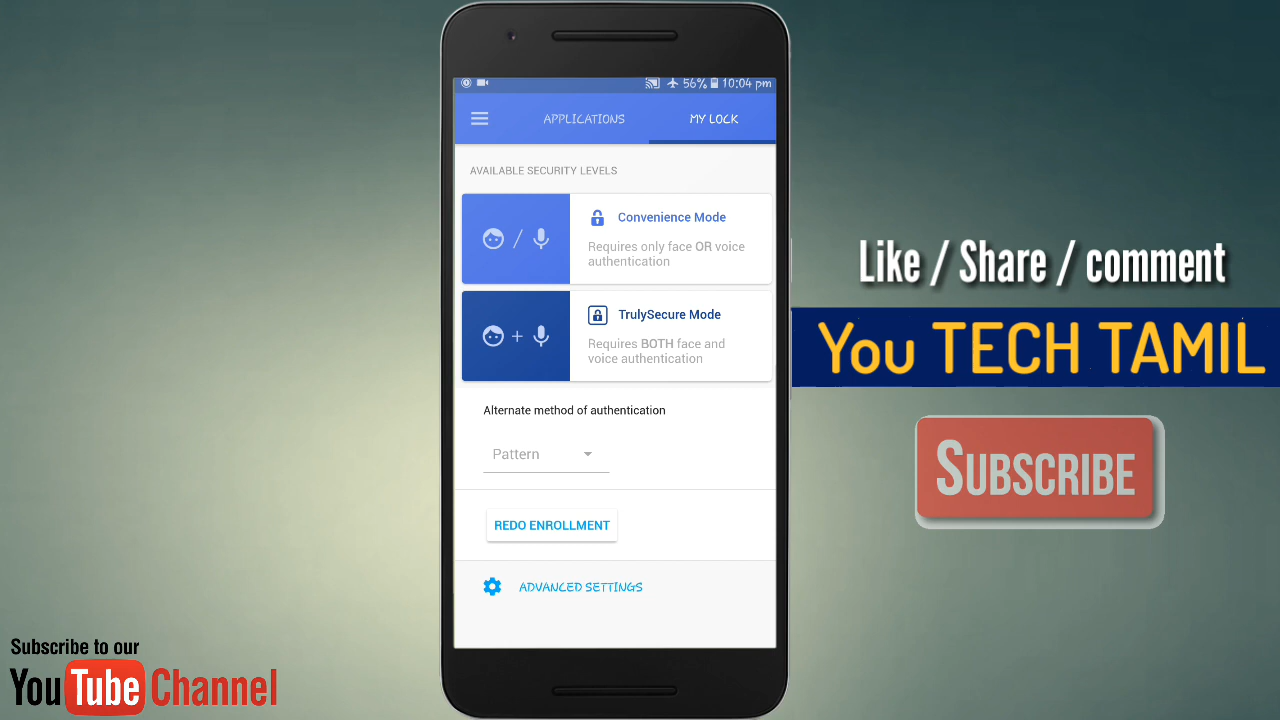 56% 10:04 pm
APPLICATIONS
MY LOCK
AVAILABLE SECURITY LEVELS
Convenience Mode
Requires only face OR voice
authentication
TrulySecure Mode
Requires BOTH face and
voice authentication
Alternate method of authentication
Pattern
REDO ENROLLMENT
ADVANCED SETTINGS
Like / Share / comment
You TECH TAMIL
SUBSCRIBE
Subscribe to our
YouTube Channel